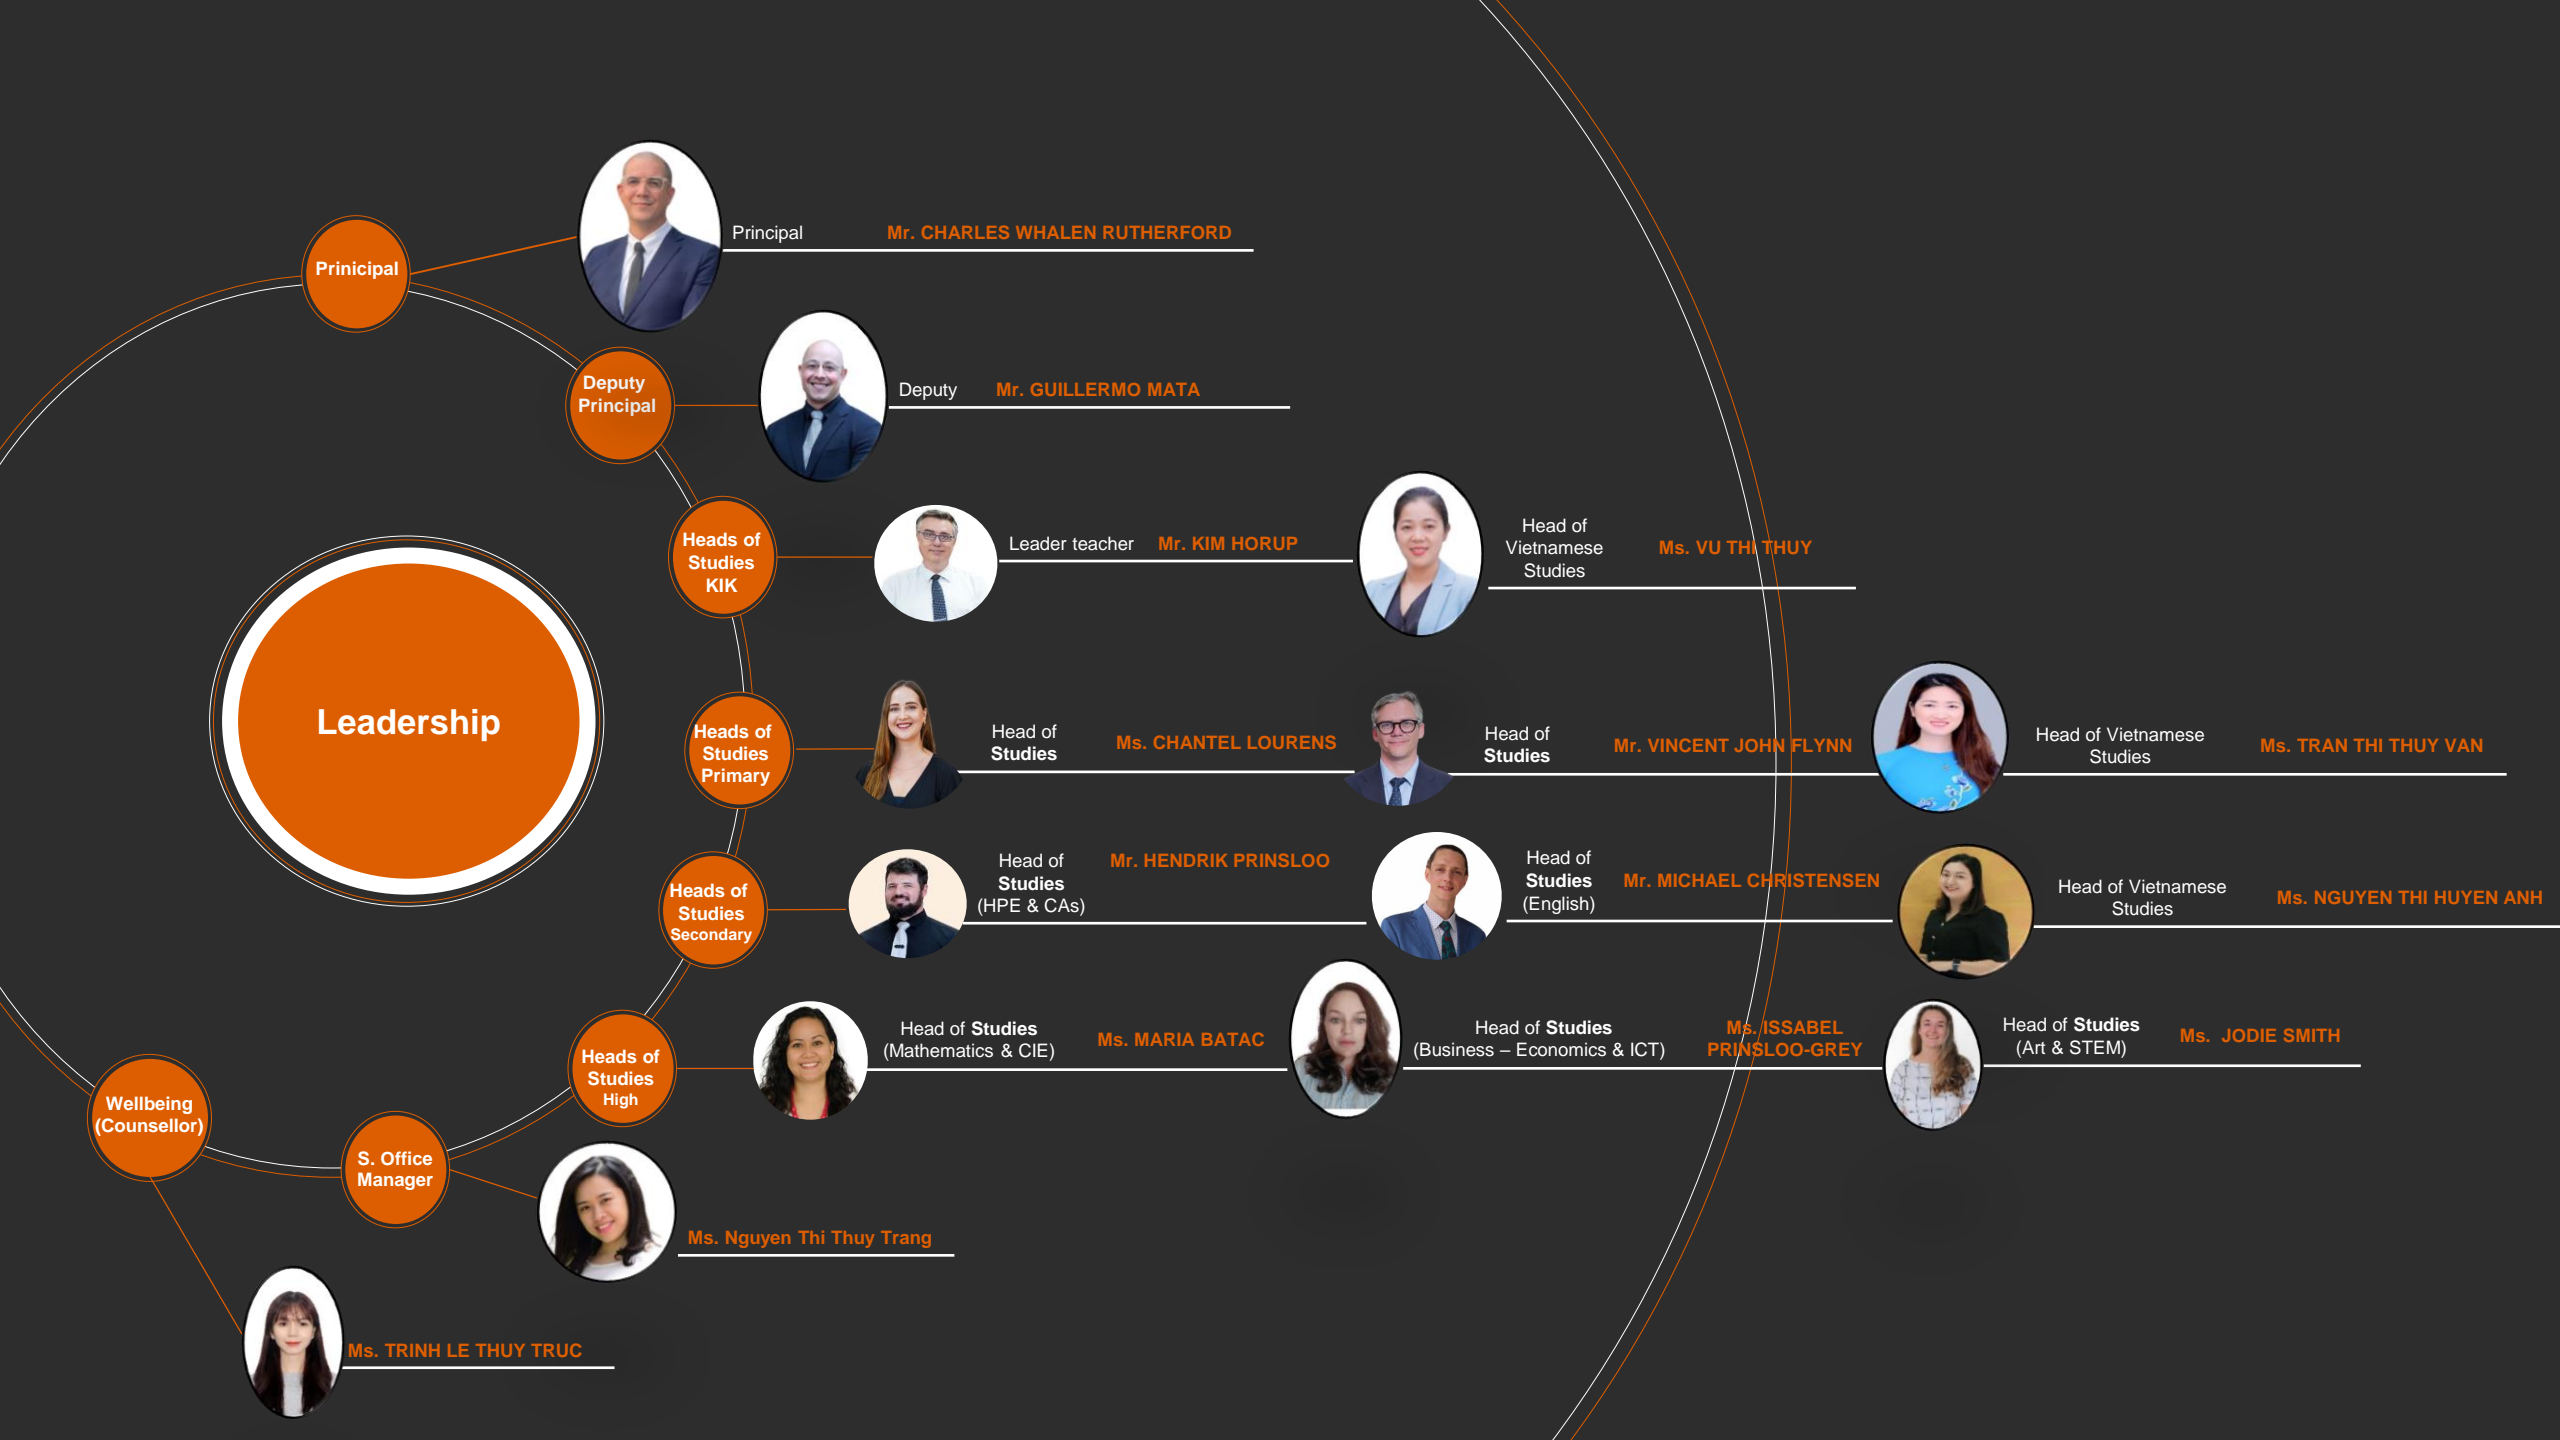 Prinicipal
Principal
Mr. CHARLES WHALEN RUTHERFORD
Deputy
Principal
Deputy
Mr. GUILLERMO MATA
Heads of
Studies
KIK
Leader teacher
Mr. KIM HORUP
Head of
Vietnamese
Studies
Ms. VU THI THUY
Leadership
Heads of
Studies
Primary
Head of
Studies
Ms. CHANTEL LOURENS
Head of
Studies
Mr. VINCENT JOHN FLYNN
Head of Vietnamese
Studies
Ms. TRAN THI THUY VAN
Heads of
Studies
Secondary
Head of
Studies
(HPE & CAs)
Mr. HENDRIK PRINSLOO
Head of
Studies
(English)
Mr. MICHAEL CHRISTENSEN
Head of Vietnamese
Studies
Ms. NGUYEN THI HUYEN ANH
Heads of
Studies
High
Head of Studies
(Mathematics & CIE)
Ms. MARIA BATAC
Head of Studies
(Business – Economics & ICT)
Ms. ISSABEL
PRINSLOO-GREY
Head of Studies
(Art & STEM)
Ms. JODIE SMITH
Wellbeing
(Counsellor)
S. Office
Manager
Ms. Nguyen Thi Thuy Trang
Ms. TRINH LE THUY TRUC